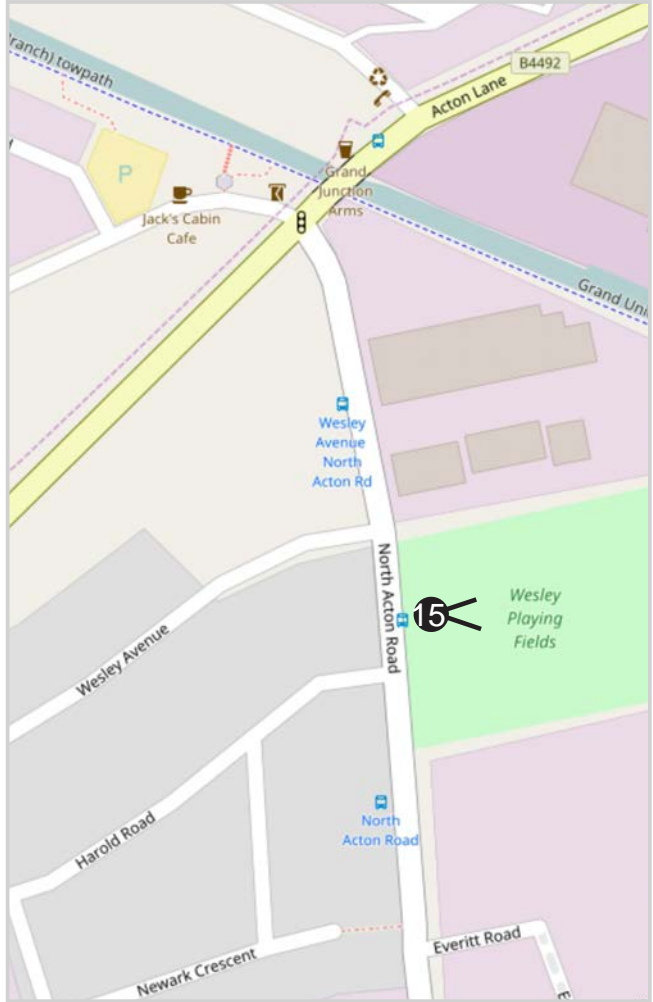 ranch) towpath
B4492
Acton Lane
P
Grand
Junction
Arms
Jack's Cabin
Cafe
Grand Uni
Wesley
Avenue
North
Acton Rd
North Acton Road
15
Wesley
Playing
Fields
Wesley Avenue
North
Acton Road
Harold Road
Everitt Road
Newark Crescent
E